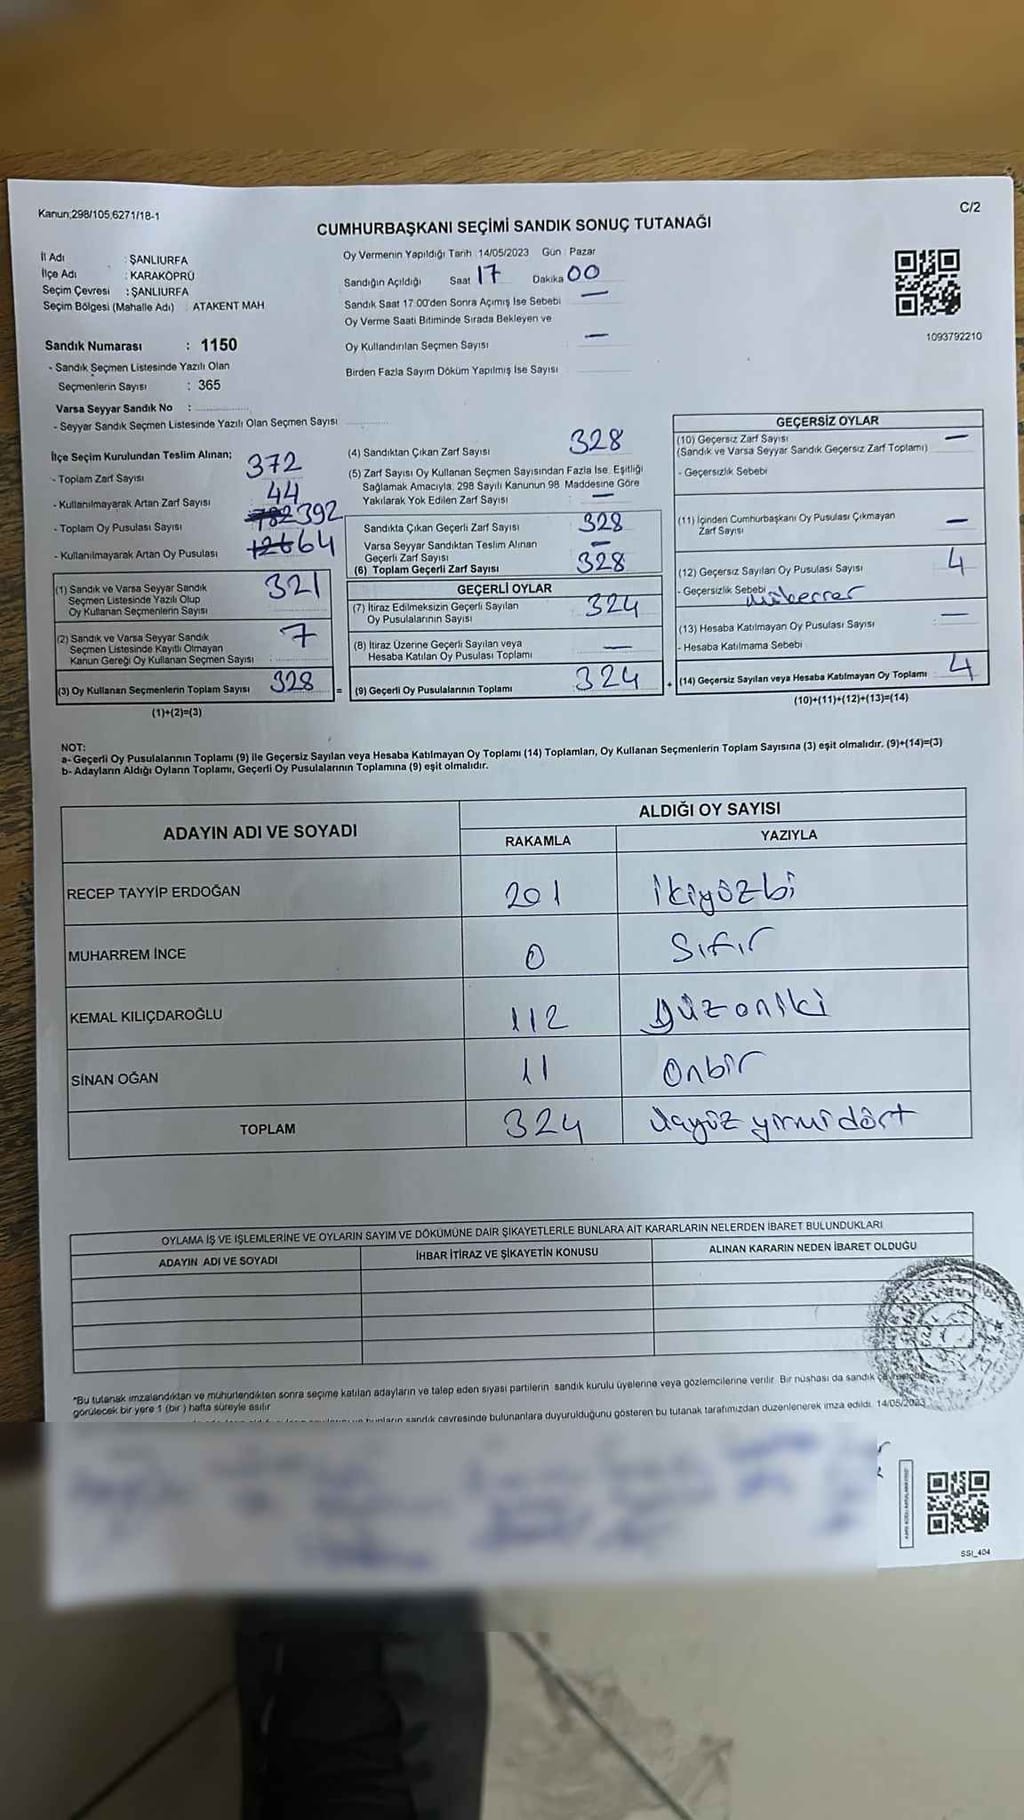 Kanun;298/105,6271/18-1
C/2
CUMHURBAŞKANI SEÇİMİ SANDIK SONUÇ TUTANAĞI
İl Adı : ŞANLIURFA
İlçe Adı : KARAKÖPRÜ
Seçim Çevresi : ŞANLIURFA
Seçim Bölgesi (Mahalle Adı) : ATAKENT MAH
Oy Vermenin Yapıldığı Tarih 14/05/2023 Gün Pazar
Sandığın Açıldığı Saat 17 Dakika 00
Sandık Saat 17:00'den Sonra Açımış İse Sebebi —
Oy Verme Saati Bitiminde Sırada Bekleyen ve
Oy Kullandırılan Seçmen Sayısı —
Birden Fazla Sayım Döküm Yapılmış İse Sayısı
1093792210
Sandık Numarası : 1150
- Sandık Seçmen Listesinde Yazılı Olan
Seçmenlerin Sayısı : 365
Varsa Seyyar Sandık No :
- Seyyar Sandık Seçmen Listesinde Yazılı Olan Seçmen Sayısı
İlçe Seçim Kurulundan Teslim Alınan;
- Toplam Zarf Sayısı 372
- Kullanılmayarak Artan Zarf Sayısı 44
- Toplam Oy Pusulası Sayısı 392
- Kullanılmayarak Artan Oy Pusulası 64
(1) Sandık ve Varsa Seyyar Sandık
Seçmen Listesinde Yazılı Olup
Oy Kullanan Seçmenlerin Sayısı 321
(2) Sandık ve Varsa Seyyar Sandık
Seçmen Listesinde Kayıtlı Olmayan
Kanun Gereği Oy Kullanan Seçmen Sayısı 7
(3) Oy Kullanan Seçmenlerin Toplam Sayısı 328
(1)+(2)=(3)
(4) Sandıktan Çıkan Zarf Sayısı 328
(5) Zarf Sayısı Oy Kullanan Seçmen Sayısından Fazla İse, Eşitliği
Sağlamak Amacıyla, 298 Sayılı Kanunun 98 Maddesine Göre
Yakılarak Yok Edilen Zarf Sayısı —
Sandıkta Çıkan Geçerli Zarf Sayısı 328
Varsa Seyyar Sandıktan Teslim Alınan
Geçerli Zarf Sayısı —
(6) Toplam Geçerli Zarf Sayısı 328
GEÇERLİ OYLAR
(7) İtiraz Edilmeksizin Geçerli Sayılan
Oy Pusulalarının Sayısı 324
(8) İtiraz Üzerine Geçerli Sayılan veya
Hesaba Katılan Oy Pusulası Toplamı —
= (9) Geçerli Oy Pusulalarının Toplamı 324
GEÇERSİZ OYLAR
(10) Geçersiz Zarf Sayısı —
(Sandık ve Varsa Seyyar Sandık Geçersiz Zarf Toplamı)
- Geçersizlik Sebebi
(11) İçinden Cumhurbaşkanı Oy Pusulası Çıkmayan
Zarf Sayısı —
(12) Geçersiz Sayılan Oy Pusulası Sayısı 4
- Geçersizlik Sebebi mükerrer
(13) Hesaba Katılmayan Oy Pusulası Sayısı —
- Hesaba Katılmama Sebebi
+ (14) Geçersiz Sayılan veya Hesaba Katılmayan Oy Toplamı 4
(10)+(11)+(12)+(13)=(14)
NOT:
a- Geçerli Oy Pusulalarının Toplamı (9) ile Geçersiz Sayılan veya Hesaba Katılmayan Oy Toplamı (14) Toplamları, Oy Kullanan Seçmenlerin Toplam Sayısına (3) eşit olmalıdır. (9)+(14)=(3)
b- Adayların Aldığı Oyların Toplamı, Geçerli Oy Pusulalarının Toplamına (9) eşit olmalıdır.
ADAYIN ADI VE SOYADI
ALDIĞI OY SAYISI
RAKAMLA YAZIYLA
RECEP TAYYİP ERDOĞAN 201 İkiyüzbi
MUHARREM İNCE 0 Sıfır
KEMAL KILIÇDAROĞLU 112 yüzoniki
SİNAN OĞAN 11 Onbir
TOPLAM 324 üçyüz yirmi dört
OYLAMA İŞ VE İŞLEMLERİNE VE OYLARIN SAYIM VE DÖKÜMÜNE DAİR ŞİKAYETLERLE BUNLARA AİT KARARLARIN NELERDEN İBARET BULUNDUKLARI
ADAYIN ADI VE SOYADI İHBAR İTİRAZ VE ŞİKAYETİN KONUSU ALINAN KARARIN NEDEN İBARET OLDUĞU
*Bu tutanak imzalandıktan ve mühürlendikten sonra seçime katılan adayların ve talep eden siyasi partilerin sandık kurulu üyelerine veya gözlemcilerine verilir. Bir nüshası da sandık
görülecek bir yere 1 (bir) hafta süreyle asılır.
bunların sandık çevresinde bulunanlara duyurulduğunu gösteren bu tutanak tarafımızdan düzenlenerek imza edildi. 14/05/2023
SSI_404